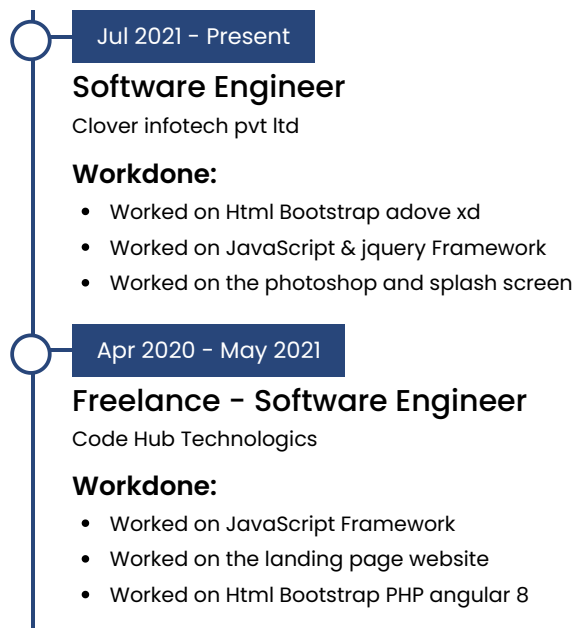 Jul 2021 - Present
Software Engineer
Clover infotech pvt ltd
Workdone:
• Worked on Html Bootstrap adove xd
• Worked on JavaScript & jquery Framework
• Worked on the photoshop and splash screen
Apr 2020 - May 2021
Freelance - Software Engineer
Code Hub Technologics
Workdone:
• Worked on JavaScript Framework
• Worked on the landing page website
• Worked on Html Bootstrap PHP angular 8